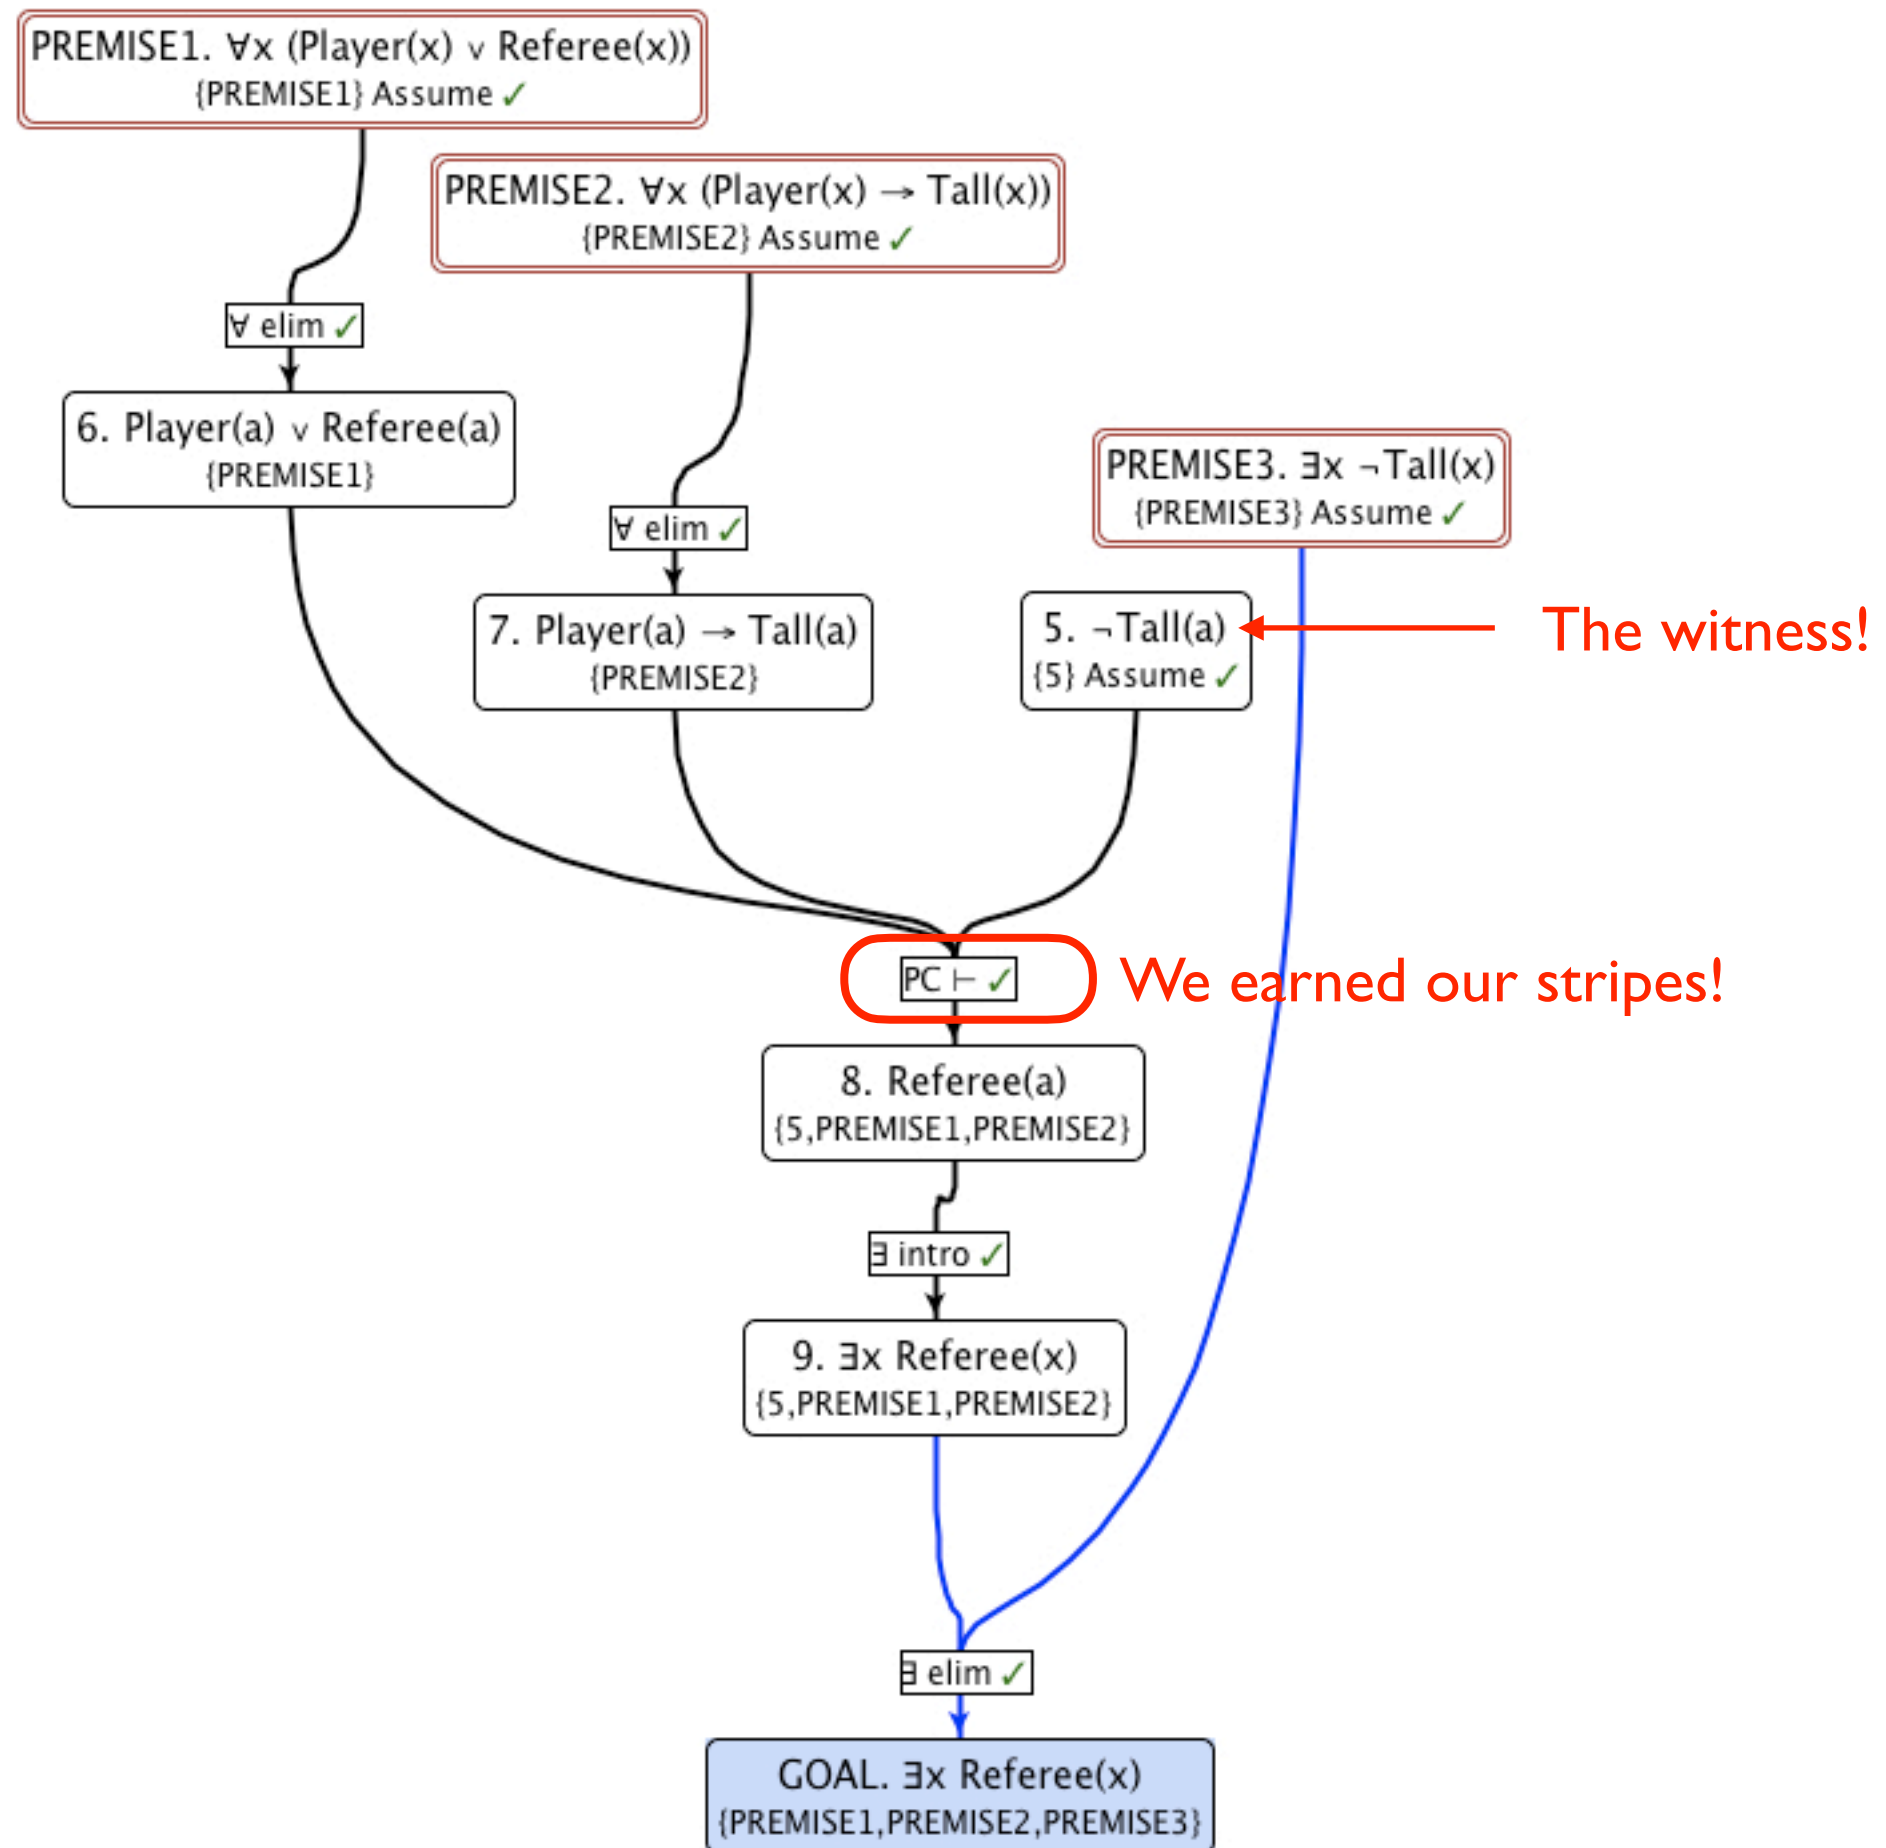 PREMISE1. ∀x (Player(x) ∨ Referee(x))
{PREMISE1} Assume ✓
PREMISE2. ∀x (Player(x) → Tall(x))
{PREMISE2} Assume ✓
∀ elim ✓
6. Player(a) ∨ Referee(a)
{PREMISE1}
PREMISE3. ∃x ¬Tall(x)
{PREMISE3} Assume ✓
∀ elim ✓
7. Player(a) → Tall(a)
{PREMISE2}
5. ¬Tall(a)
{5} Assume ✓
The witness!
PC ⊢ ✓
We earned our stripes!
8. Referee(a)
{5,PREMISE1,PREMISE2}
∃ intro ✓
9. ∃x Referee(x)
{5,PREMISE1,PREMISE2}
∃ elim ✓
GOAL. ∃x Referee(x)
{PREMISE1,PREMISE2,PREMISE3}